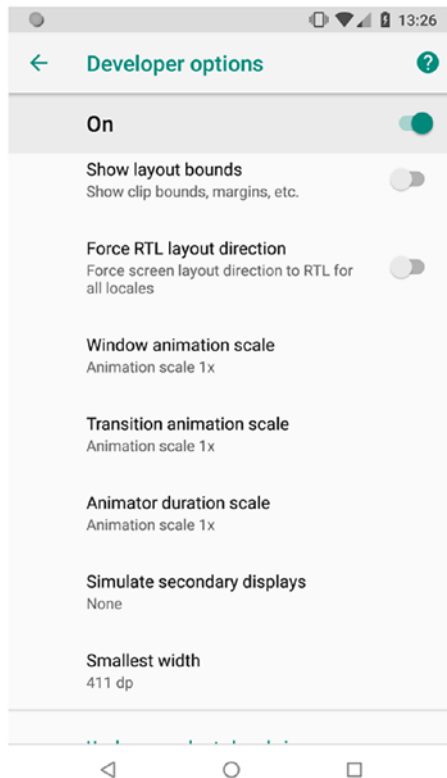 13:26
Developer options
On
Show layout bounds
Show clip bounds, margins, etc.
Force RTL layout direction
Force screen layout direction to RTL for
all locales
Window animation scale
Animation scale 1x
Transition animation scale
Animation scale 1x
Animator duration scale
Animation scale 1x
Simulate secondary displays
None
Smallest width
411 dp